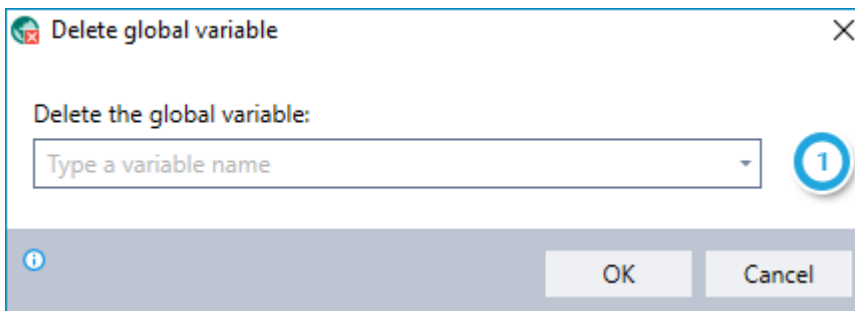 Delete global variable
Delete the global variable:
Type a variable name
1
OK Cancel